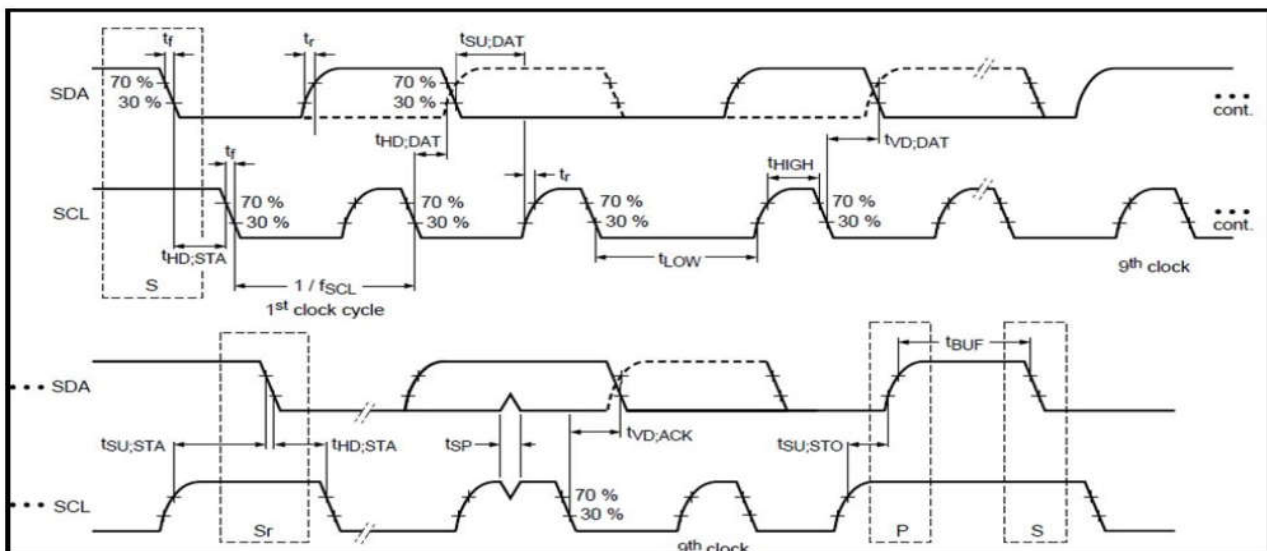 tf tr tSU;DAT
SDA 70 % 30 % 70 % 30 % cont.
tf tHD;DAT tr tHIGH tVD;DAT
SCL 70 % 30 % 70 % 30 % 70 % 30 % 70 % 30 % cont.
tHD;STA tLOW 9th clock
S 1 / fSCL
1st clock cycle
tBUF
SDA
tSU;STA tHD;STA tSP tVD;ACK tSU;STO
SCL 70 % 30 %
Sr 9th clock P S